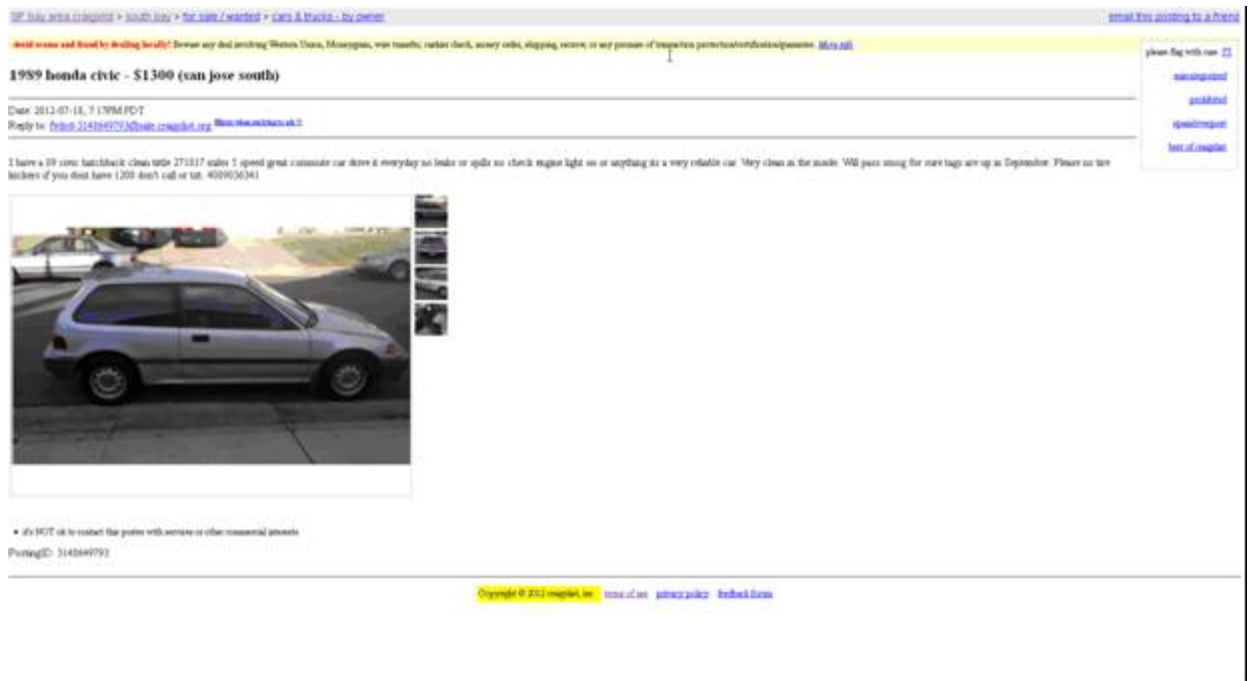 SF bay area craigslist > south bay > for sale / wanted > cars & trucks - by owner
email this posting to a friend
Avoid scams and fraud by dealing locally! Beware any deal involving Western Union, Moneygram, wire transfer, cashier check, money order, shipping, escrow, or any promise of transaction protection/certification/guarantee. More info
please flag with care: [?]
miscategorized
prohibited
spam/overpost
best of craigslist
1989 honda civic - $1300 (san jose south)
Date: 2012-07-18, 7:17PM PDT
Reply to:
I have a 89 civic hatchback clean title 271817 miles 5 speed great commute car drive it everyday no leaks or spills no check engine light on or anything its a very reliable car. Very clean in the inside. Will pass smog for sure tags are up in September. Please no tire
kickers if you dont have 1200 don't call or txt.
it's NOT ok to contact this poster with services or other commercial interests
PostingID: 3148649793
Copyright © 2012 craigslist, inc. terms of use privacy policy feedback forum